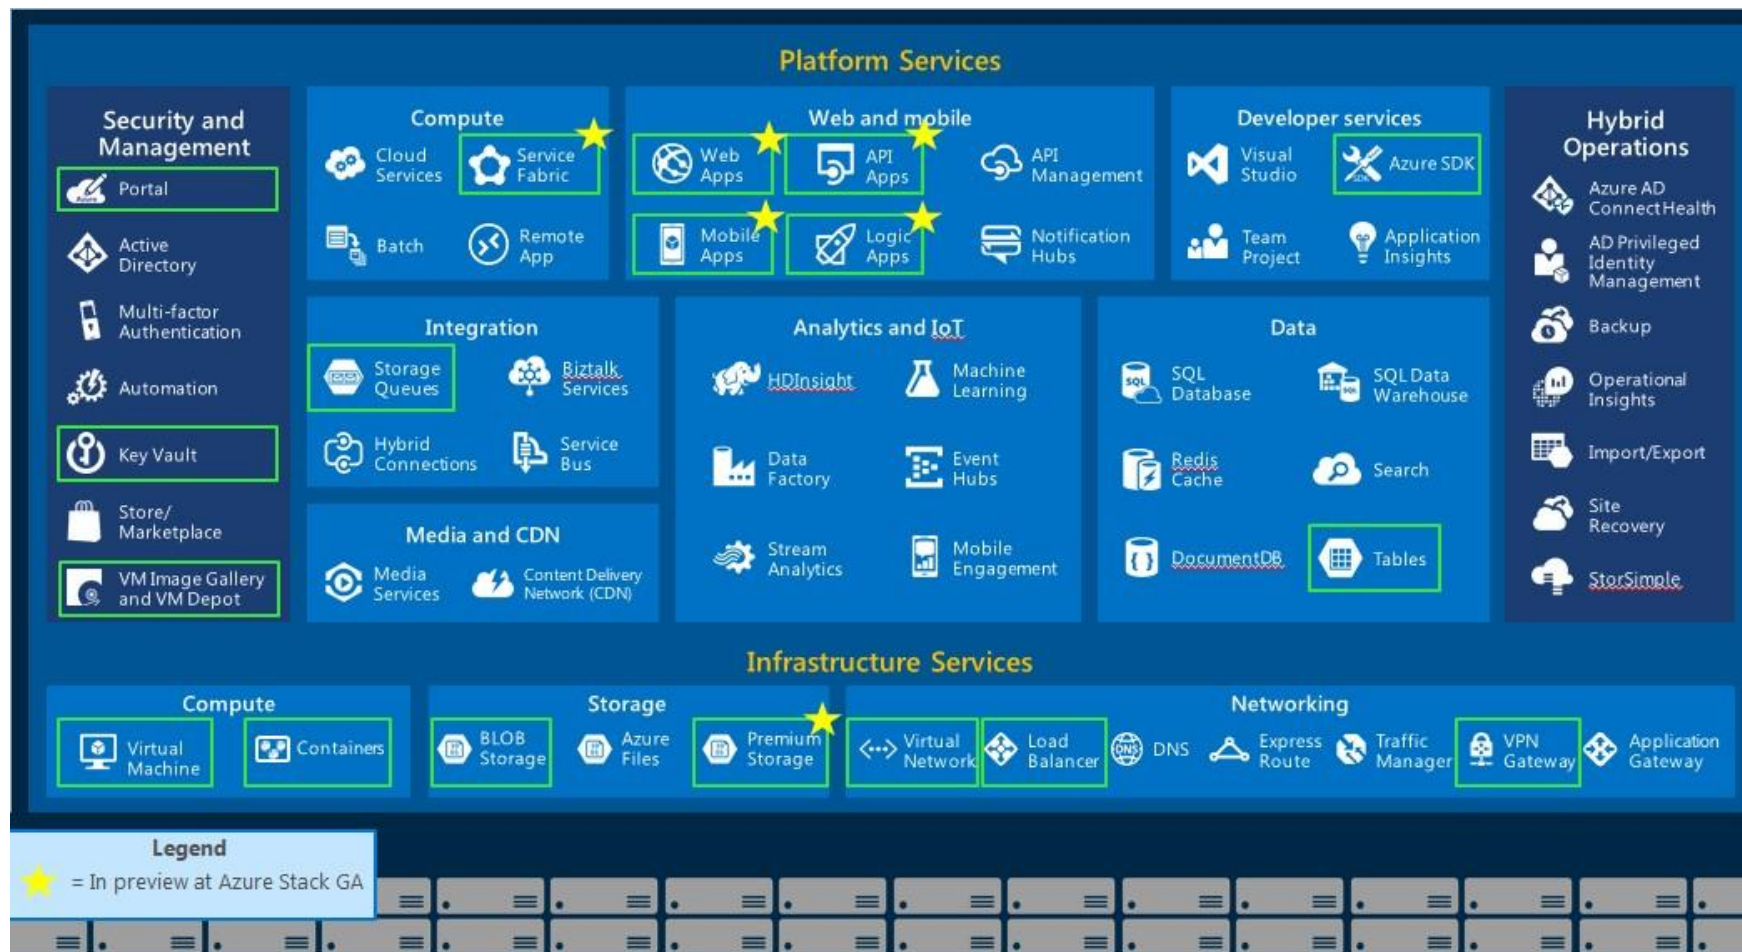 Platform Services
Security and
Management
Portal
Active
Directory
Multi-factor
Authentication
Automation
Key Vault
Store/
Marketplace
VM Image Gallery
and VM Depot
Compute
Cloud
Services
Service
Fabric
Batch
Remote
App
Web and mobile
Web
Apps
API
Apps
API
Management
Mobile
Apps
Logic
Apps
Notification
Hubs
Developer services
Visual
Studio
Azure SDK
Team
Project
Application
Insights
Integration
Storage
Queues
Biztalk
Services
Hybrid
Connections
Service
Bus
Media and CDN
Media
Services
Content Delivery
Network (CDN)
Analytics and IoT
HDInsight
Machine
Learning
Data
Factory
Event
Hubs
Stream
Analytics
Mobile
Engagement
Data
SQL
Database
SQL Data
Warehouse
Redis
Cache
Search
DocumentDB
Tables
Hybrid
Operations
Azure AD
Connect Health
AD Privileged
Identity
Management
Backup
Operational
Insights
Import/Export
Site
Recovery
StorSimple
Infrastructure Services
Compute
Virtual
Machine
Containers
Storage
BLOB
Storage
Azure
Files
Premium
Storage
Networking
Virtual
Network
Load
Balancer
DNS
DNS
Express
Route
Traffic
Manager
VPN
Gateway
Application
Gateway
Legend
= In preview at Azure Stack GA